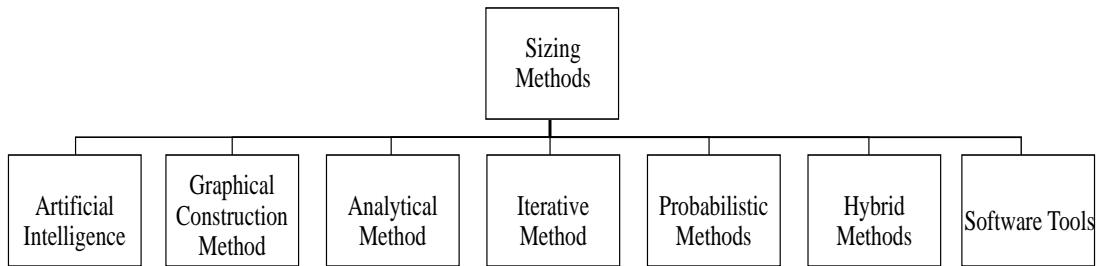 Sizing
Methods
Artificial
Intelligence
Graphical
Construction
Method
Analytical
Method
Iterative
Method
Probabilistic
Methods
Hybrid
Methods
Software Tools